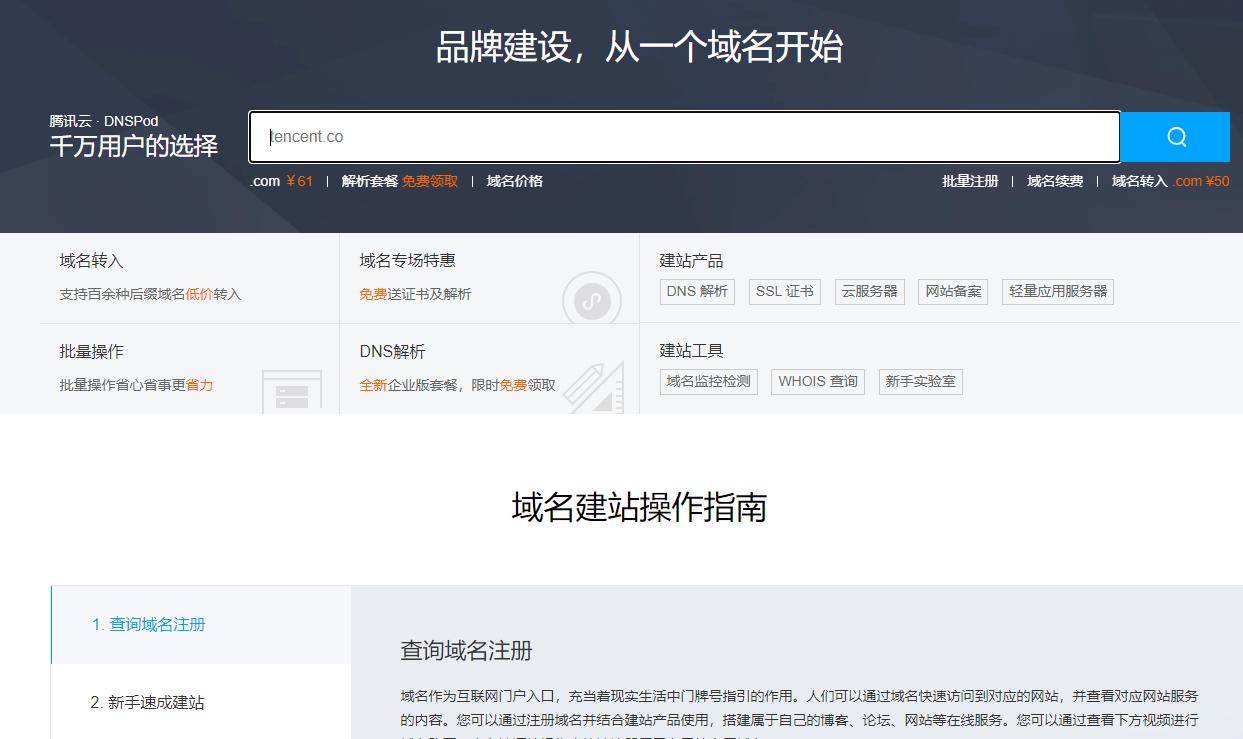 品牌建设，从一个域名开始
腾讯云 · DNSPod
千万用户的选择
tencent.co
.com ￥61 | 解析套餐 免费领取 | 域名价格
批量注册 | 域名续费 | 域名转入 .com ¥50
域名转入
支持百余种后缀域名低价转入
域名专场特惠
免费送证书及解析
建站产品
DNS 解析 SSL 证书 云服务器 网站备案 轻量应用服务器
批量操作
批量操作省心省事更省力
DNS解析
全新企业版套餐，限时免费领取
建站工具
域名监控检测 WHOIS 查询 新手实验室
域名建站操作指南
1. 查询域名注册
2. 新手速成建站
查询域名注册
域名作为互联网门户入口，充当着现实生活中门牌号指引的作用。人们可以通过域名快速访问到对应的网站，并查看对应网站服务
的内容。您可以通过注册域名并结合建站产品使用，搭建属于自己的博客、论坛、网站等在线服务。您可以通过查看下方视频进行